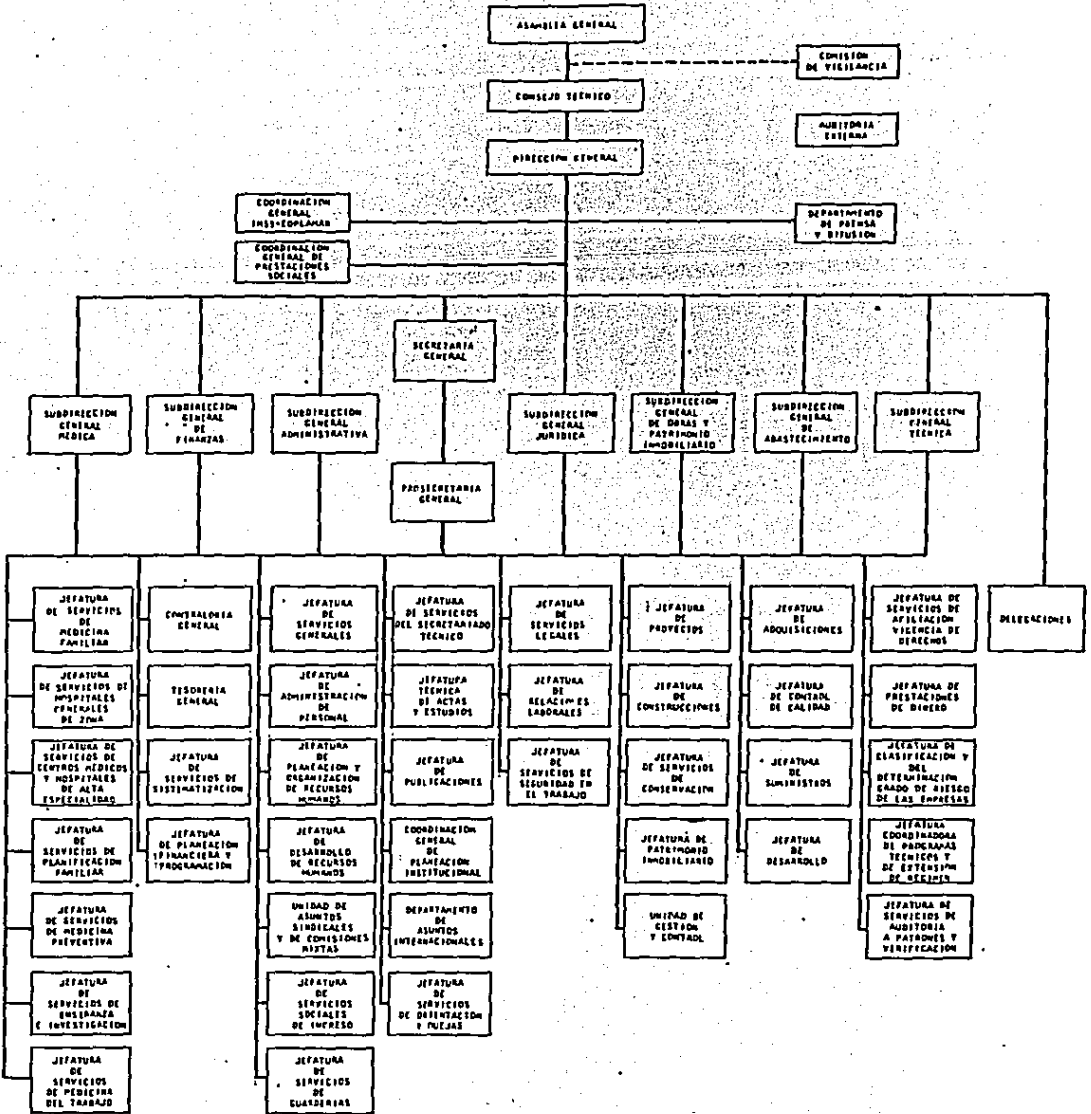 ASAMBLEA GENERAL
COMISION
DE VIGILANCIA
CONSEJO TECNICO
AUDITORIA
EXTERNA
DIRECCION GENERAL
COORDINACION
GENERAL
IMSS-COPLAMAR
DEPARTAMENTO
DE PRENSA
Y DIFUSION
COORDINACION
GENERAL DE
PRESTACIONES
SOCIALES
SECRETARIA
GENERAL
SUBDIRECCION
GENERAL
MEDICA
SUBDIRECCION
GENERAL
DE
FINANZAS
SUBDIRECCION
GENERAL
ADMINISTRATIVA
SUBDIRECCION
GENERAL
JURIDICA
SUBDIRECCION
GENERAL
DE OBRAS Y
PATRIMONIO
INMOBILIARIO
SUBDIRECCION
GENERAL
DE
ABASTECIMIENTO
SUBDIRECCION
GENERAL
TECNICA
PROSECRETARIA
GENERAL
JEFATURA
DE SERVICIOS
DE
MEDICINA
FAMILIAR
JEFATURA
DE SERVICIOS DE
HOSPITALES
GENERALES
DE ZONA
JEFATURA DE
SERVICIOS DE
CENTROS MEDICOS
Y HOSPITALES
DE ALTA
ESPECIALIDAD
JEFATURA
DE
SERVICIOS DE
PLANIFICACION
FAMILIAR
JEFATURA
DE SERVICIOS
DE MEDICINA
PREVENTIVA
JEFATURA
DE
SERVICIOS DE
ENSEÑANZA
E INVESTIGACION
JEFATURA
DE
SERVICIOS
DE MEDICINA
DEL TRABAJO
CONTRALORIA
GENERAL
TESORERIA
GENERAL
JEFATURA
DE
SERVICIOS DE
SISTEMATIZACION
JEFATURA
DE PLANEACION
FINANCIERA Y
PROGRAMACION
JEFATURA
DE
SERVICIOS
GENERALES
JEFATURA
DE
ADMINISTRACION
DE
PERSONAL
JEFATURA
DE
PLANEACION Y
ORGANIZACION
DE RECURSOS
HUMANOS
JEFATURA
DE
DESARROLLO
DE RECURSOS
HUMANOS
UNIDAD DE
ASUNTOS
SINDICALES
Y DE COMISIONES
MIXTAS
JEFATURA
DE
SERVICIOS
SOCIALES
DE INGRESO
JEFATURA
DE
SERVICIOS
DE
GUARDERIAS
JEFATURA
DE SERVICIOS
DEL SECRETARIADO
TECNICO
JEFATURA
TECNICA
DE ACTAS
Y ESTUDIOS
JEFATURA
DE
PUBLICACIONES
COORDINACION
GENERAL
DE
PLANEACION
INSTITUCIONAL
DEPARTAMENTO
DE
ASUNTOS
INTERNACIONALES
JEFATURA
DE
SERVICIOS
DE ORIENTACION
Y QUEJAS
JEFATURA
DE
SERVICIOS
LEGALES
JEFATURA
DE
RELACIONES
LABORALES
JEFATURA
DE
SERVICIOS DE
SEGURIDAD EN
EL TRABAJO
JEFATURA
DE
PROYECTOS
JEFATURA
DE
CONSTRUCCIONES
JEFATURA
DE SERVICIOS
DE
CONSERVACION
JEFATURA DE
PATRIMONIO
INMOBILIARIO
UNIDAD DE
GESTION
Y CONTROL
JEFATURA
DE
ADQUISICIONES
JEFATURA
DE CONTROL
DE CALIDAD
JEFATURA
DE
SUMINISTROS
JEFATURA
DE
DESARROLLO
JEFATURA DE
SERVICIOS DE
AFILIACION
VIGENCIA DE
DERECHOS
JEFATURA DE
PRESTACIONES
DE DINERO
JEFATURA DE
CLASIFICACION Y
DEL
DETERMINACION
GRADO DE RIESGO
DE LAS EMPRESAS
JEFATURA
COORDINADORA
DE PROGRAMAS
TECNICOS Y
DE EXTENSION
DE REGIMEN
JEFATURA DE
SERVICIOS DE
AUDITORIA
A PATRONES Y
VERIFICACION
DELEGACIONES